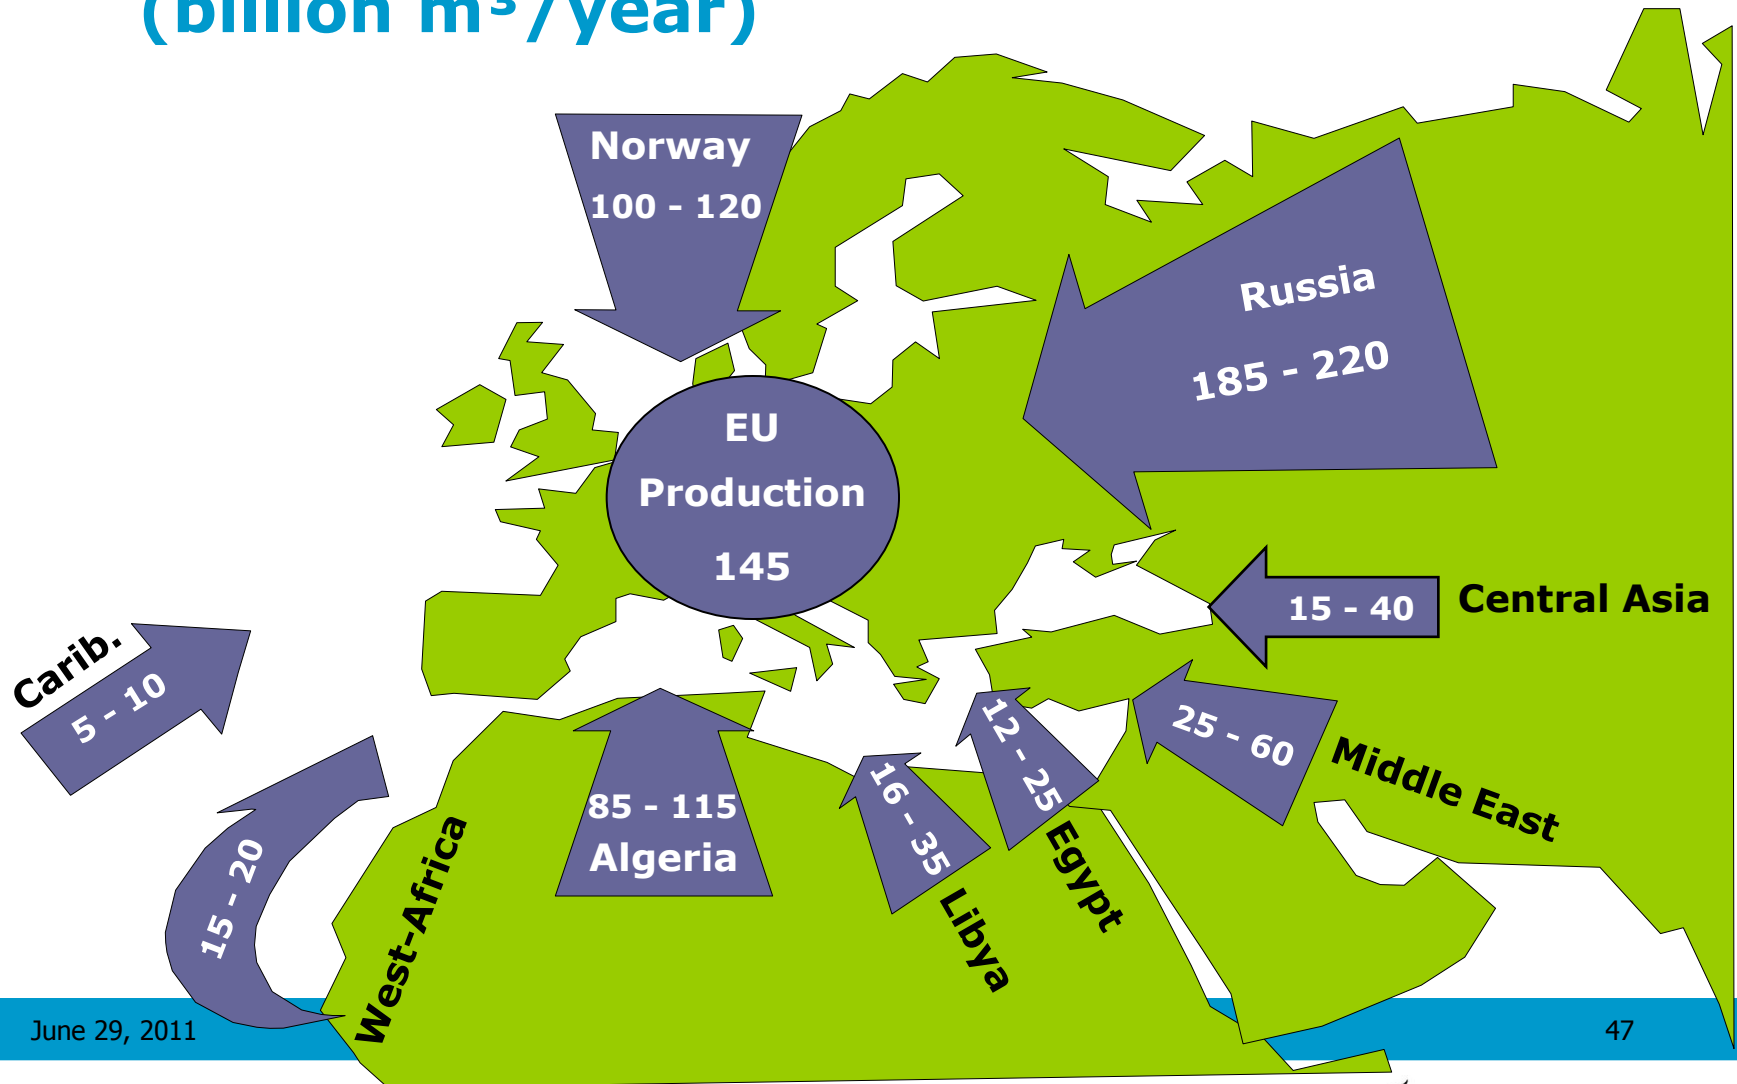 (billion m³/year)
Norway
100 - 120
Russia
185 - 220
EU
Production
145
15 - 40
Central Asia
Carib.
5 - 10
25 - 60
Middle East
12 - 25
Egypt
16 - 35
Libya
85 - 115
Algeria
15 - 20
West-Africa
June 29, 2011
47